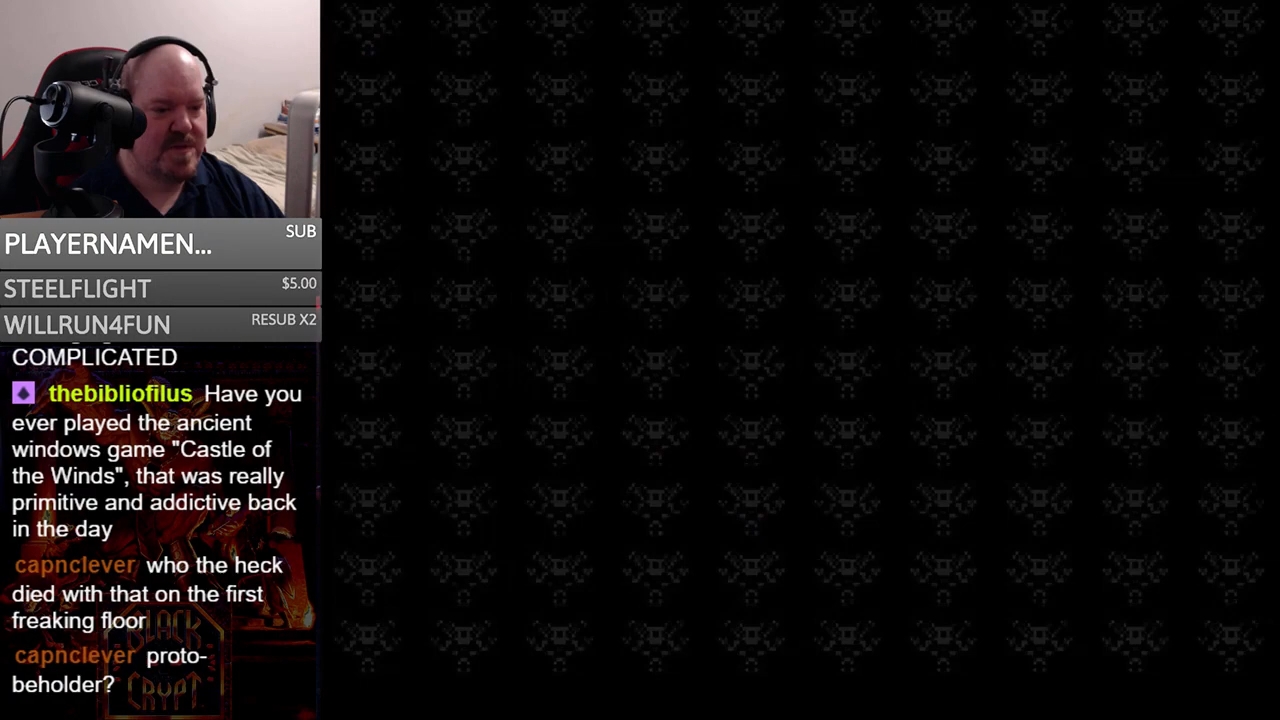 PLAYERNAMEN... SUB
STEELFLIGHT $5.00
WILLRUN4FUN RESUB X2
COMPLICATED
thebibliofilus Have you
ever played the ancient
windows game "Castle of
the Winds", that was really
primitive and addictive back
in the day
capnclever who the heck
died with that on the first
freaking floor
capnclever proto-
beholder?
BLACK
CRYPT